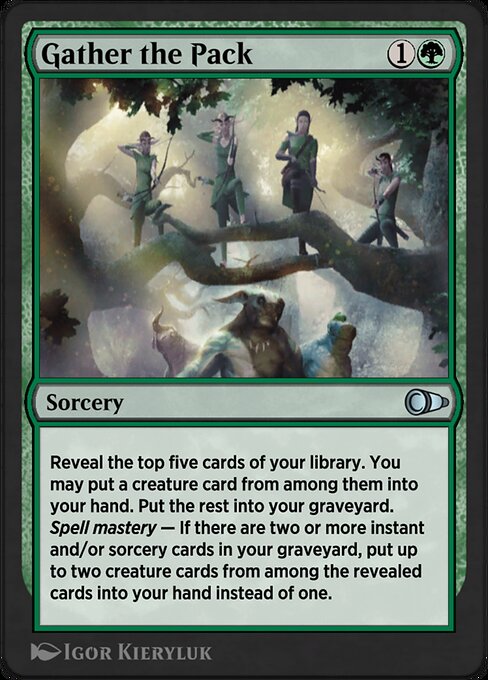 Gather the Pack 1
Sorcery
Reveal the top five cards of your library. You
may put a creature card from among them into
your hand. Put the rest into your graveyard.
Spell mastery — If there are two or more instant
and/or sorcery cards in your graveyard, put up
to two creature cards from among the revealed
cards into your hand instead of one.
Igor Kieryluk